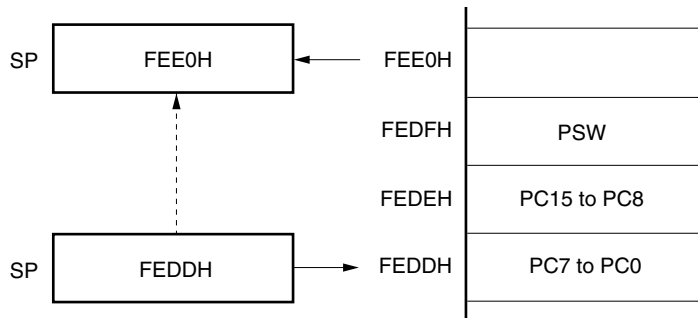 SP FEE0H FEE0H
FEDFH PSW
FEDEH PC15 to PC8
SP FEDDH FEDDH PC7 to PC0